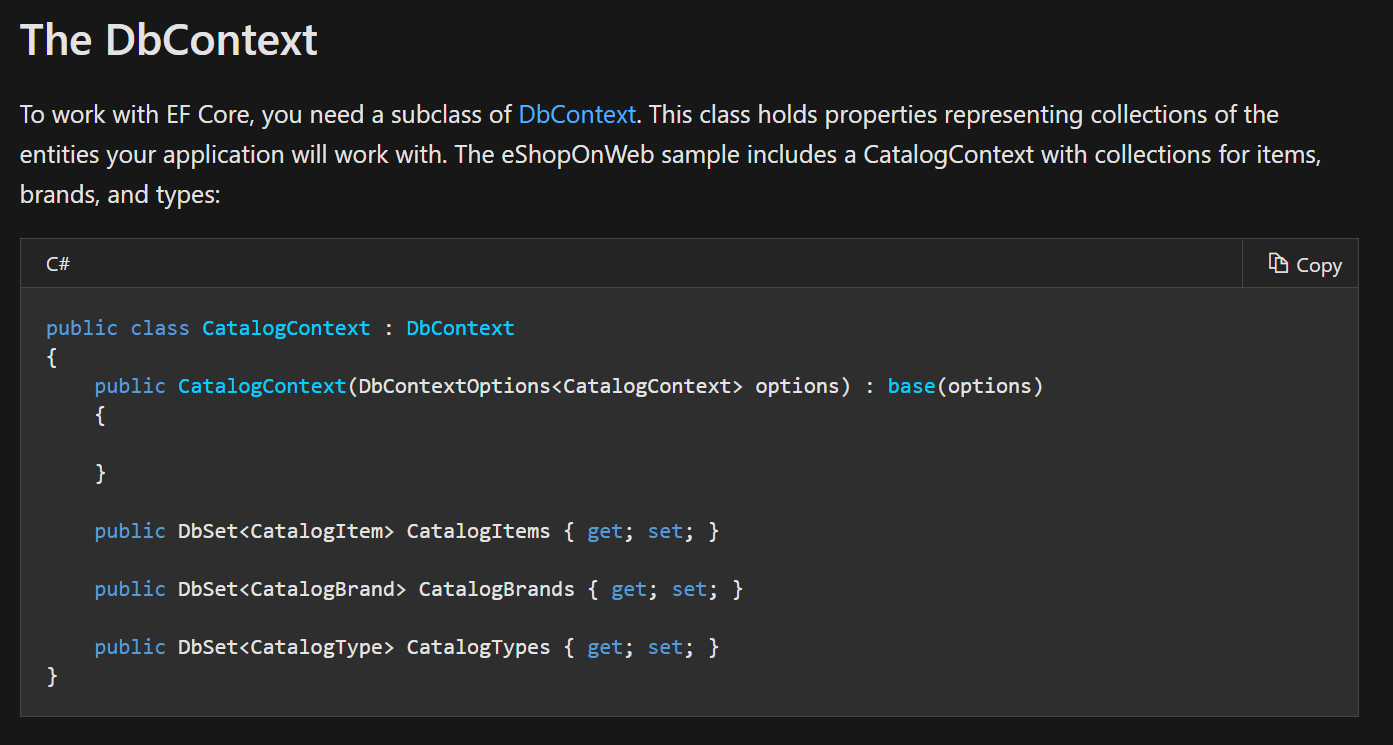 The DbContext
To work with EF Core, you need a subclass of DbContext. This class holds properties representing collections of the
entities your application will work with. The eShopOnWeb sample includes a CatalogContext with collections for items,
brands, and types:
C#
Copy
public class CatalogContext : DbContext
{
    public CatalogContext(DbContextOptions<CatalogContext> options) : base(options)
    {

    }

    public DbSet<CatalogItem> CatalogItems { get; set; }

    public DbSet<CatalogBrand> CatalogBrands { get; set; }

    public DbSet<CatalogType> CatalogTypes { get; set; }
}